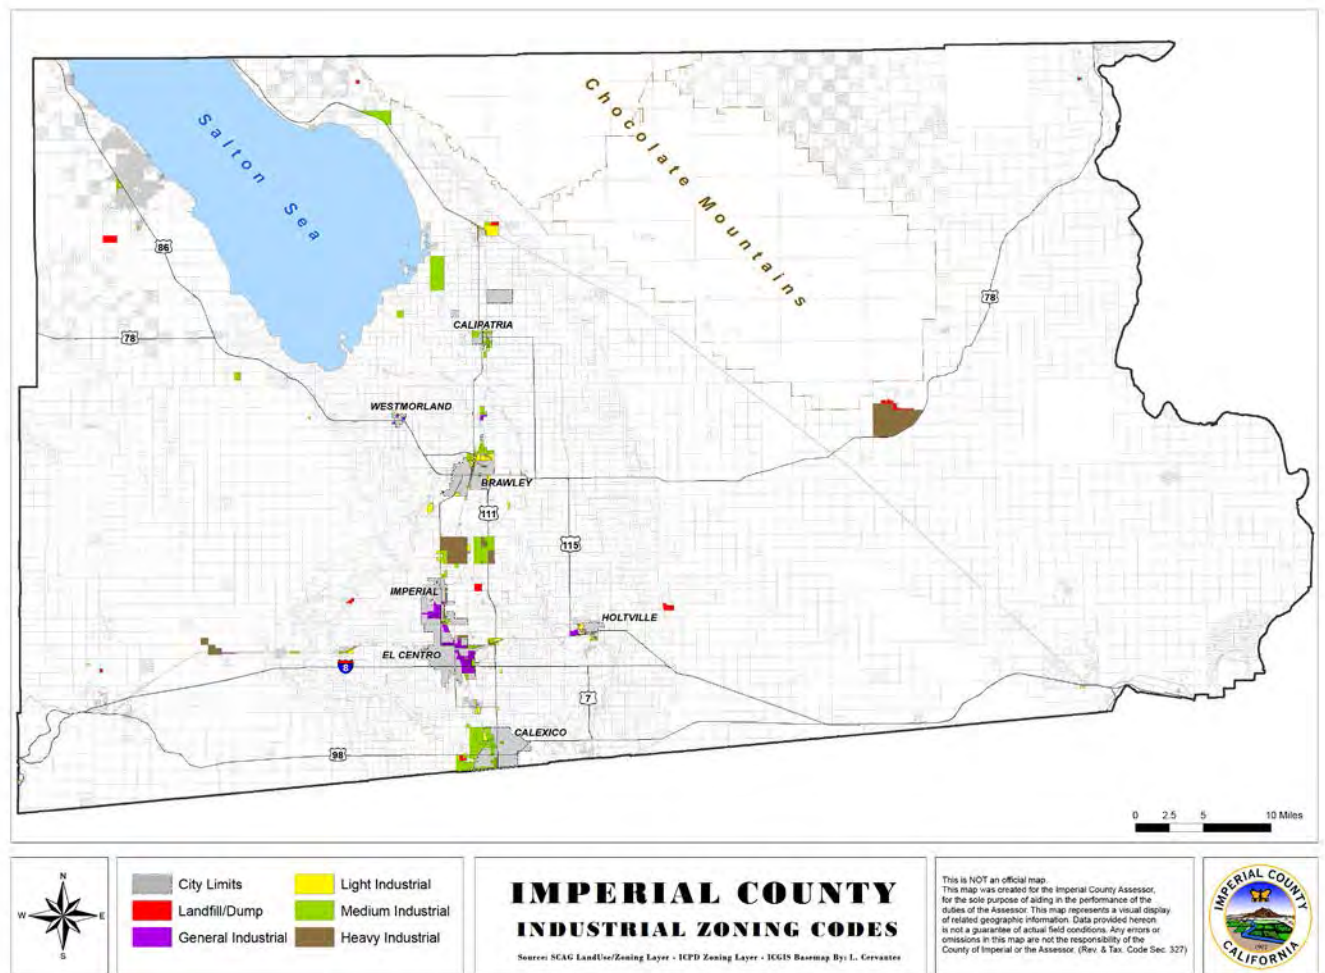 Salton Sea
Chocolate Mountains
86
78
78
CALIPATRIA
WESTMORLAND
BRAWLEY
111
115
IMPERIAL
HOLTVILLE
EL CENTRO
8
7
CALEXICO
98
0 2.5 5 10 Miles
N
W E
S
City Limits
Landfill/Dump
General Industrial
Light Industrial
Medium Industrial
Heavy Industrial
IMPERIAL COUNTY
INDUSTRIAL ZONING CODES
Source: SCAG LandUse/Zoning Layer - ICPD Zoning Layer - ICGIS Basemap By: L. Cervantes
This is NOT an official map.
This map was created for the Imperial County Assessor,
for the sole purpose of aiding in the performance of the
duties of the Assessor. This map represents a visual display
of related geographic information. Data provided hereon
is not a guarantee of actual field conditions. Any errors or
omissions in this map are not the responsibility of the
County of Imperial or the Assessor. (Rev. & Tax. Code Sec. 327)
IMPERIAL COUNTY
1907
CALIFORNIA